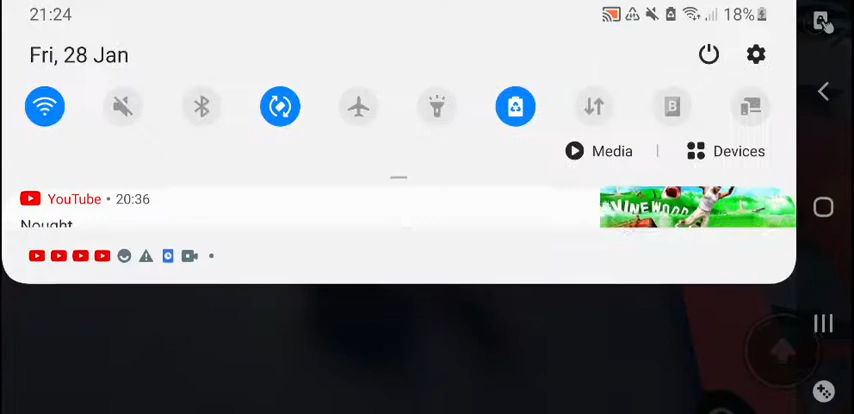 21:24
18%
Fri, 28 Jan
B
Media
Devices
YouTube • 20:36
Nought
VINEWOOD